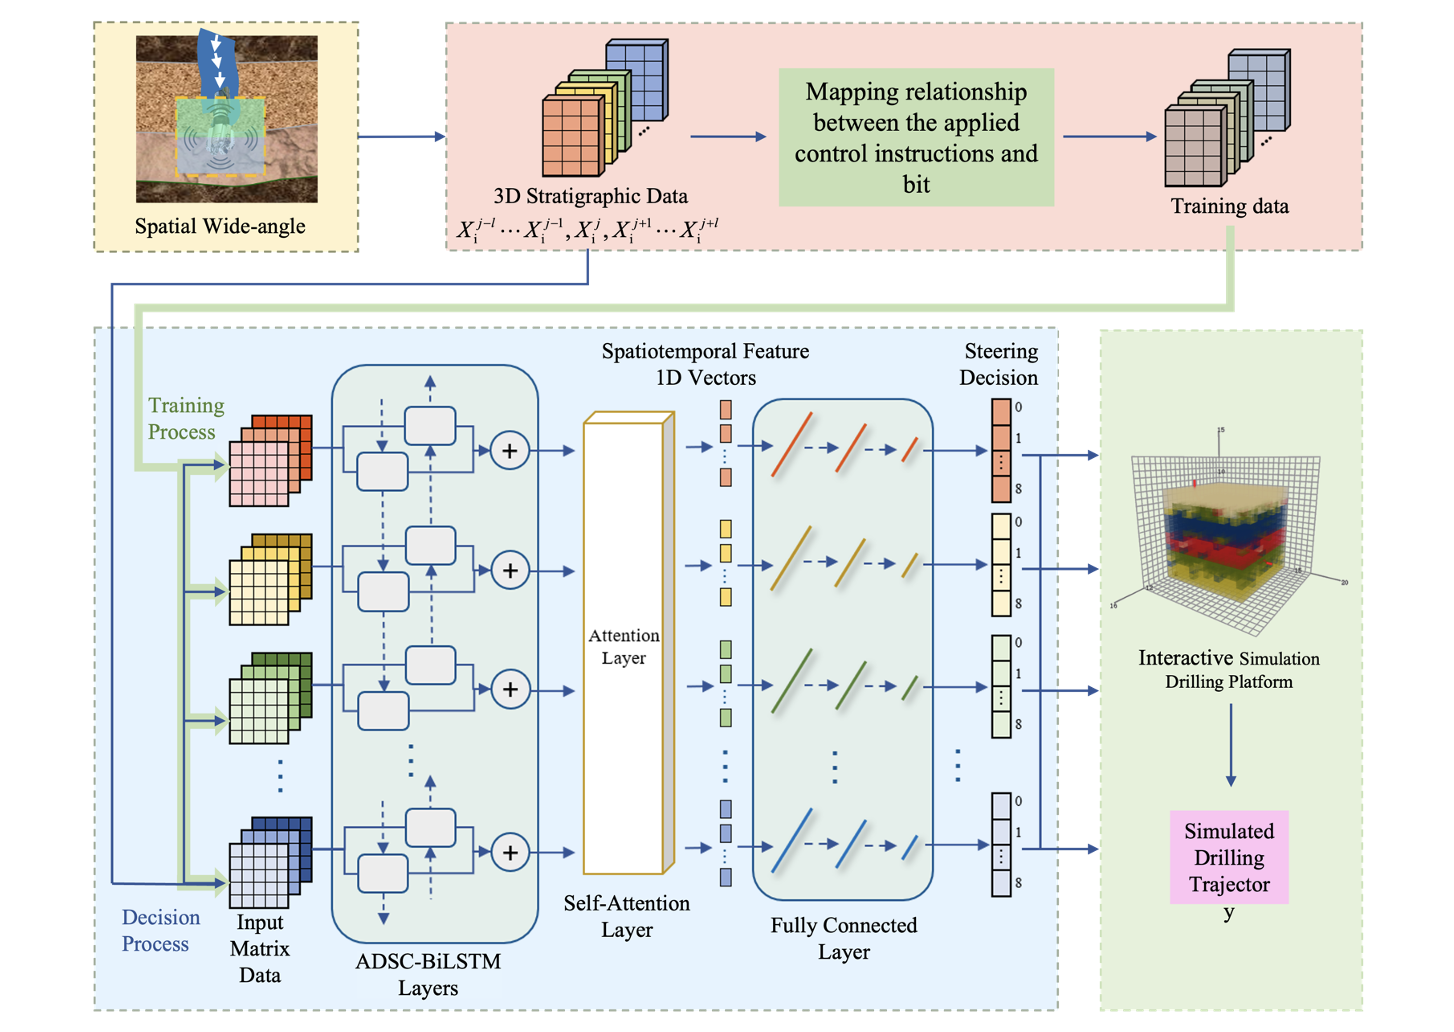 Spatial Wide-angle
3D Stratigraphic Data
X_i^{j-l} ⋯ X_i^{j-1}, X_i^j, X_i^{j+1} ⋯ X_i^{j+l}
Mapping relationship
between the applied
control instructions and
bit
Training data
Training
Process
Decision
Process
Input
Matrix
Data
+
+
+
+
ADSC-BiLSTM
Layers
Attention
Layer
Self-Attention
Layer
Spatiotemporal Feature
1D Vectors
Fully Connected
Layer
Steering
Decision
0
1
8
0
1
8
0
1
8
0
1
8
15
20
16
Interactive Simulation
Drilling Platform
Simulated
Drilling
Trajector
y